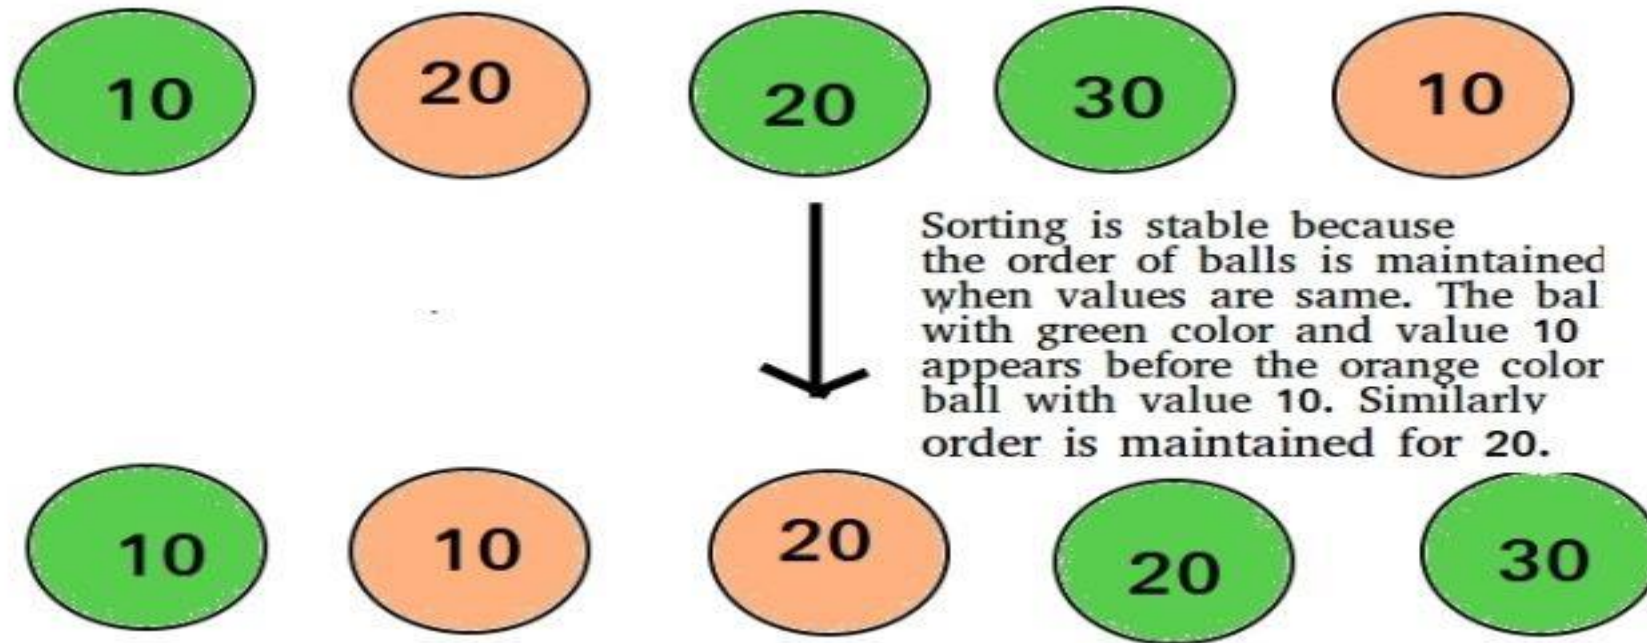 10 20 20 30 10
Sorting is stable because
the order of balls is maintained
when values are same. The bal
with green color and value 10
appears before the orange color
ball with value 10. Similarly
order is maintained for 20.
10 10 20 20 30